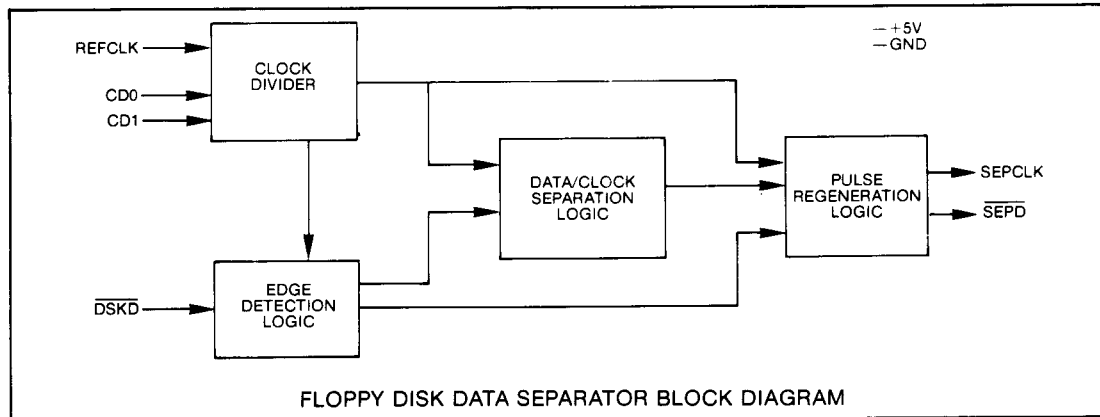 REFCLK
CD0
CD1
CLOCK
DIVIDER
—+5V
—GND
DATA/CLOCK
SEPARATION
LOGIC
PULSE
REGENERATION
LOGIC
SEPCLK
SEPD
DSKD
EDGE
DETECTION
LOGIC
FLOPPY DISK DATA SEPARATOR BLOCK DIAGRAM